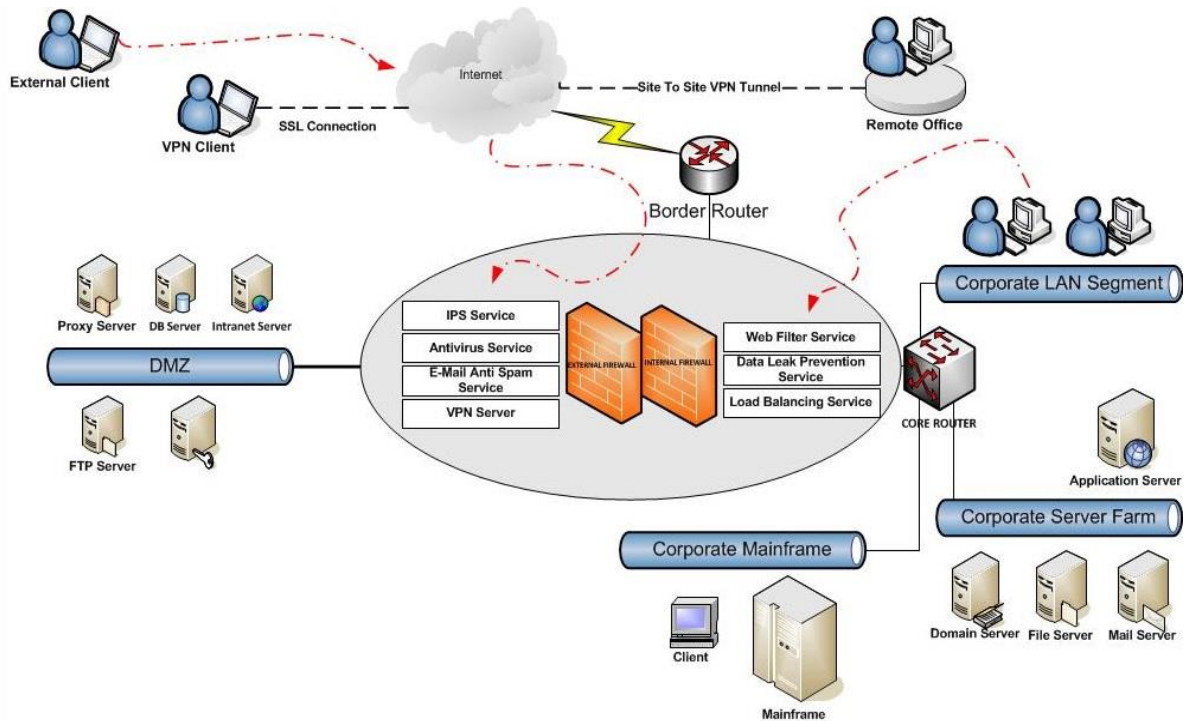 Internet
External Client
Site To Site VPN Tunnel
SSL Connection
VPN Client
Remote Office
Border Router
Corporate LAN Segment
Proxy Server
DB Server
Intranet Server
IPS Service
Antivirus Service
E-Mail Anti Spam
Service
VPN Server
EXTERNAL FIREWALL
INTERNAL FIREWALL
Web Filter Service
Data Leak Prevention
Service
Load Balancing Service
DMZ
CORE ROUTER
FTP Server
Application Server
Corporate Server Farm
Corporate Mainframe
Domain Server
File Server
Mail Server
Client
Mainframe